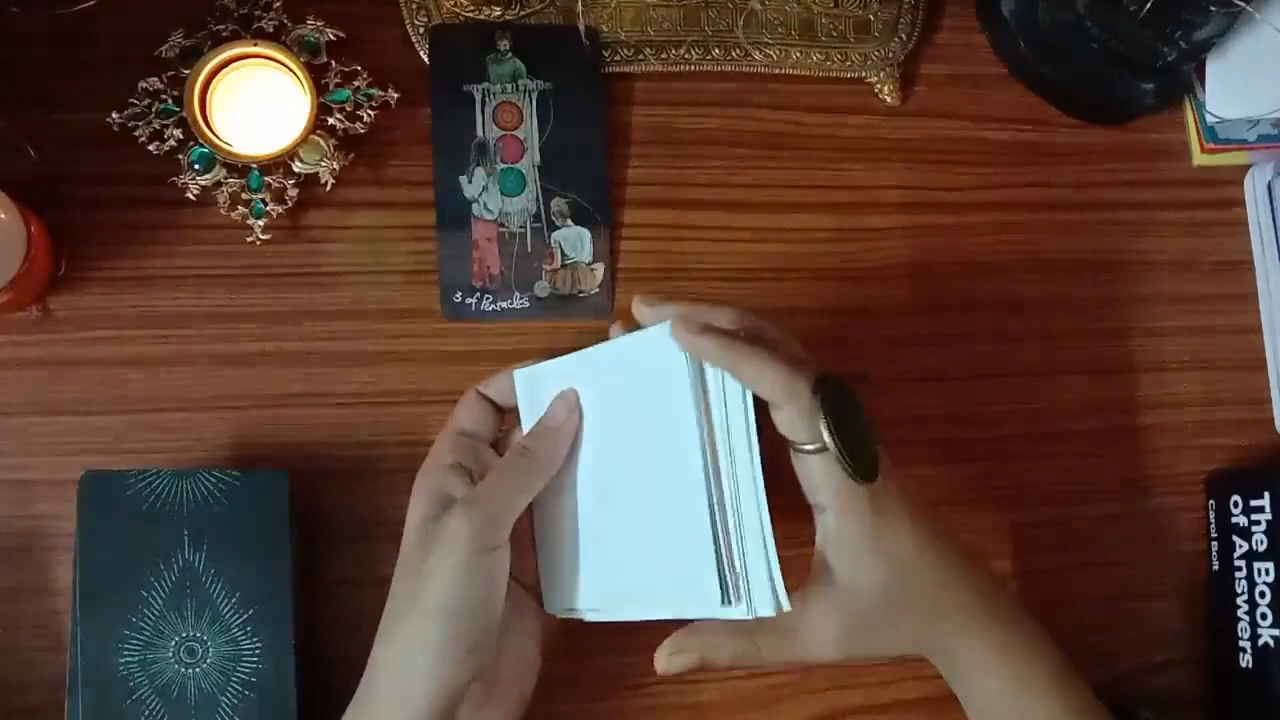 3 of Pentacles
The Book
of Answers
Carol Bolt